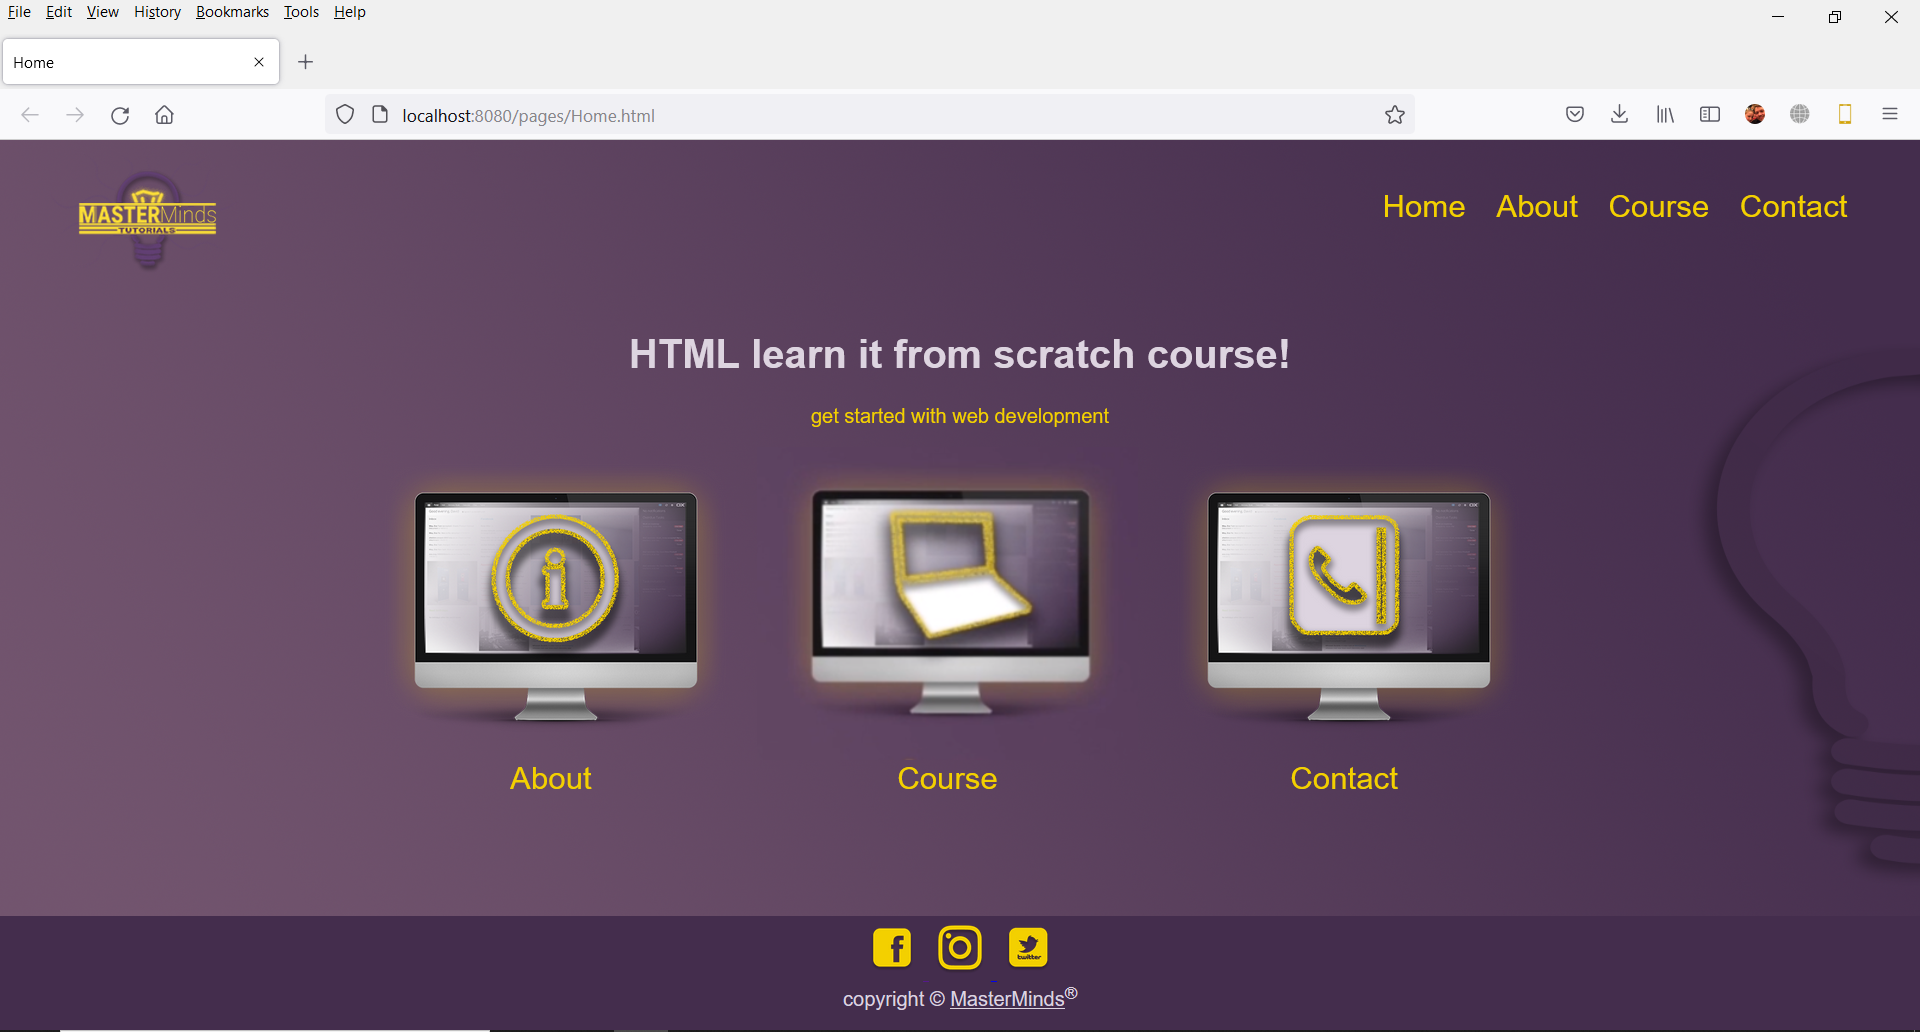 File Edit View History Bookmarks Tools Help
Home
localhost:8080/pages/Home.html
MASTERMinds
TUTORIALS
Home About Course Contact
HTML learn it from scratch course!
get started with web development
About Course Contact
twitter
copyright © MasterMinds®